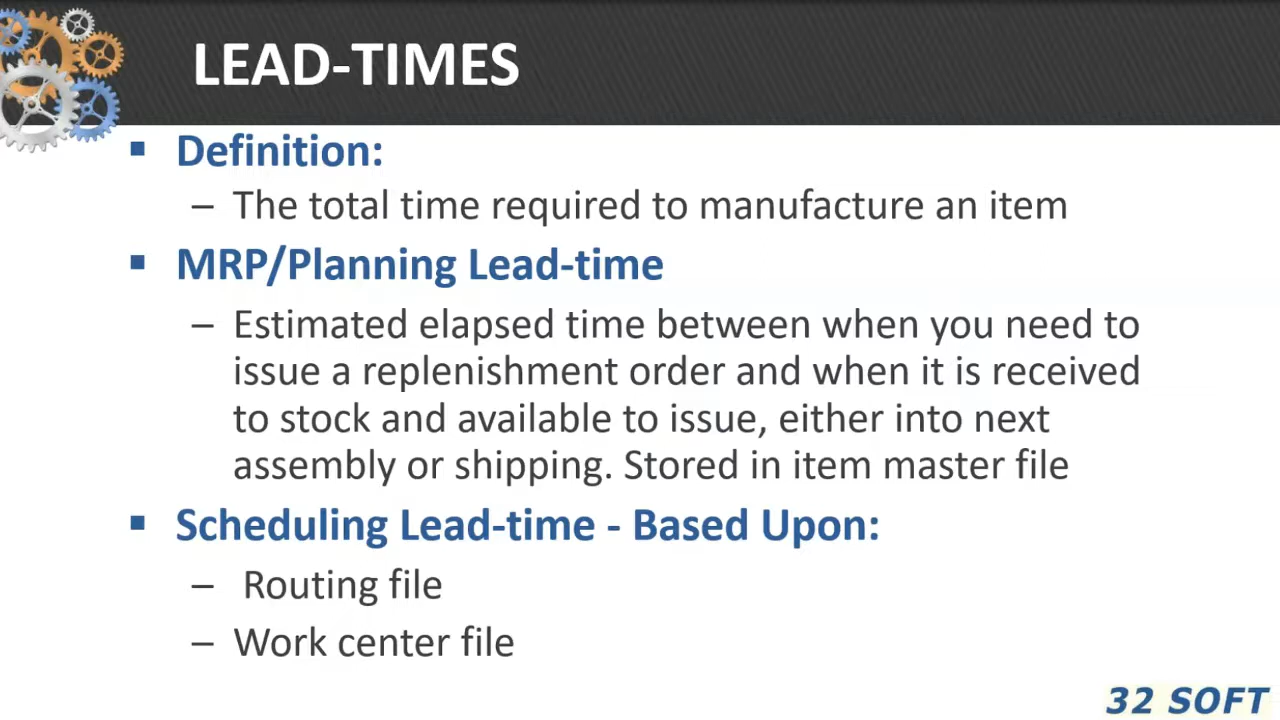 LEAD-TIMES
▪ Definition:
– The total time required to manufacture an item
▪ MRP/Planning Lead-time
– Estimated elapsed time between when you need to
issue a replenishment order and when it is received
to stock and available to issue, either into next
assembly or shipping. Stored in item master file
▪ Scheduling Lead-time - Based Upon:
– Routing file
– Work center file
32 SOFT